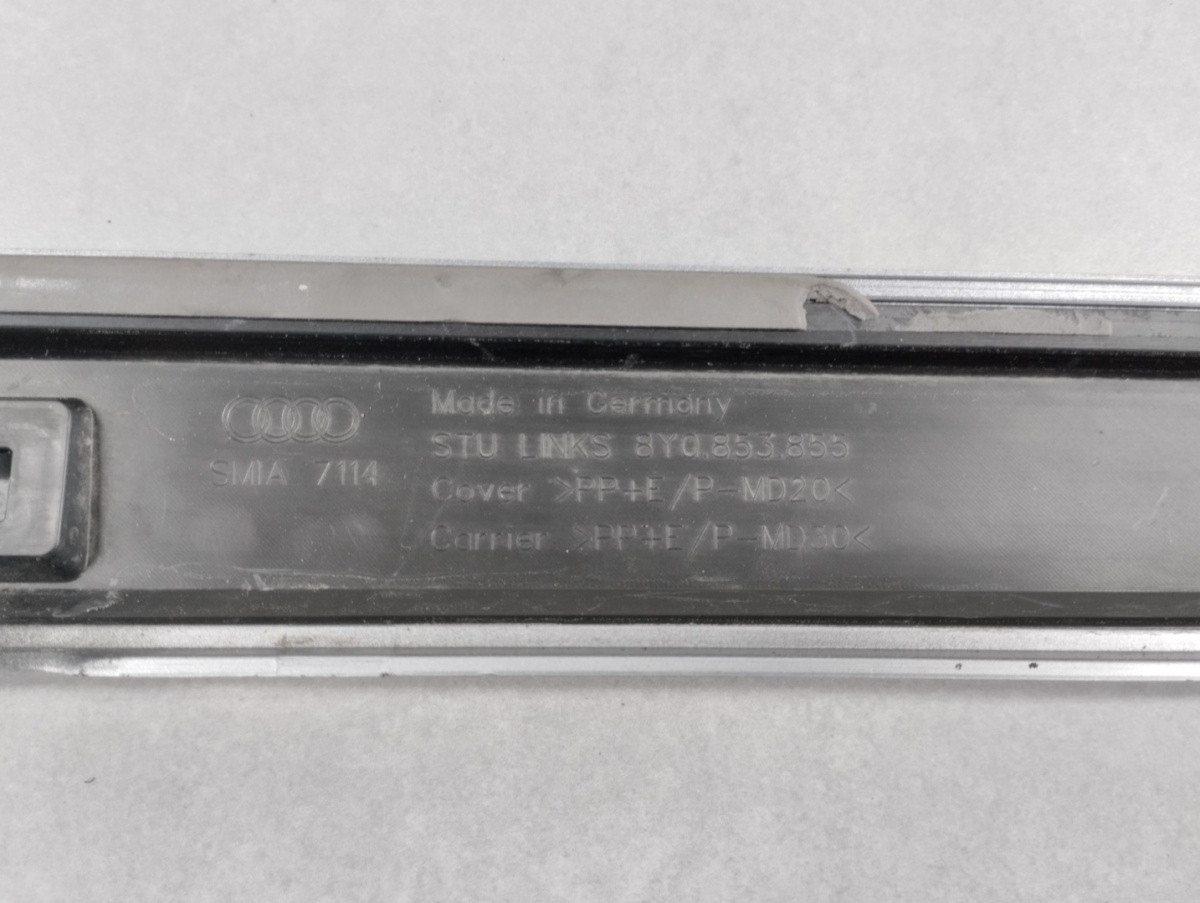 Made in Germany
STU LINKS 8Y0.853.855
SMIA 7114
Cover >PP+E/P-MD20<
Carrier >PP+E/P-MD30<